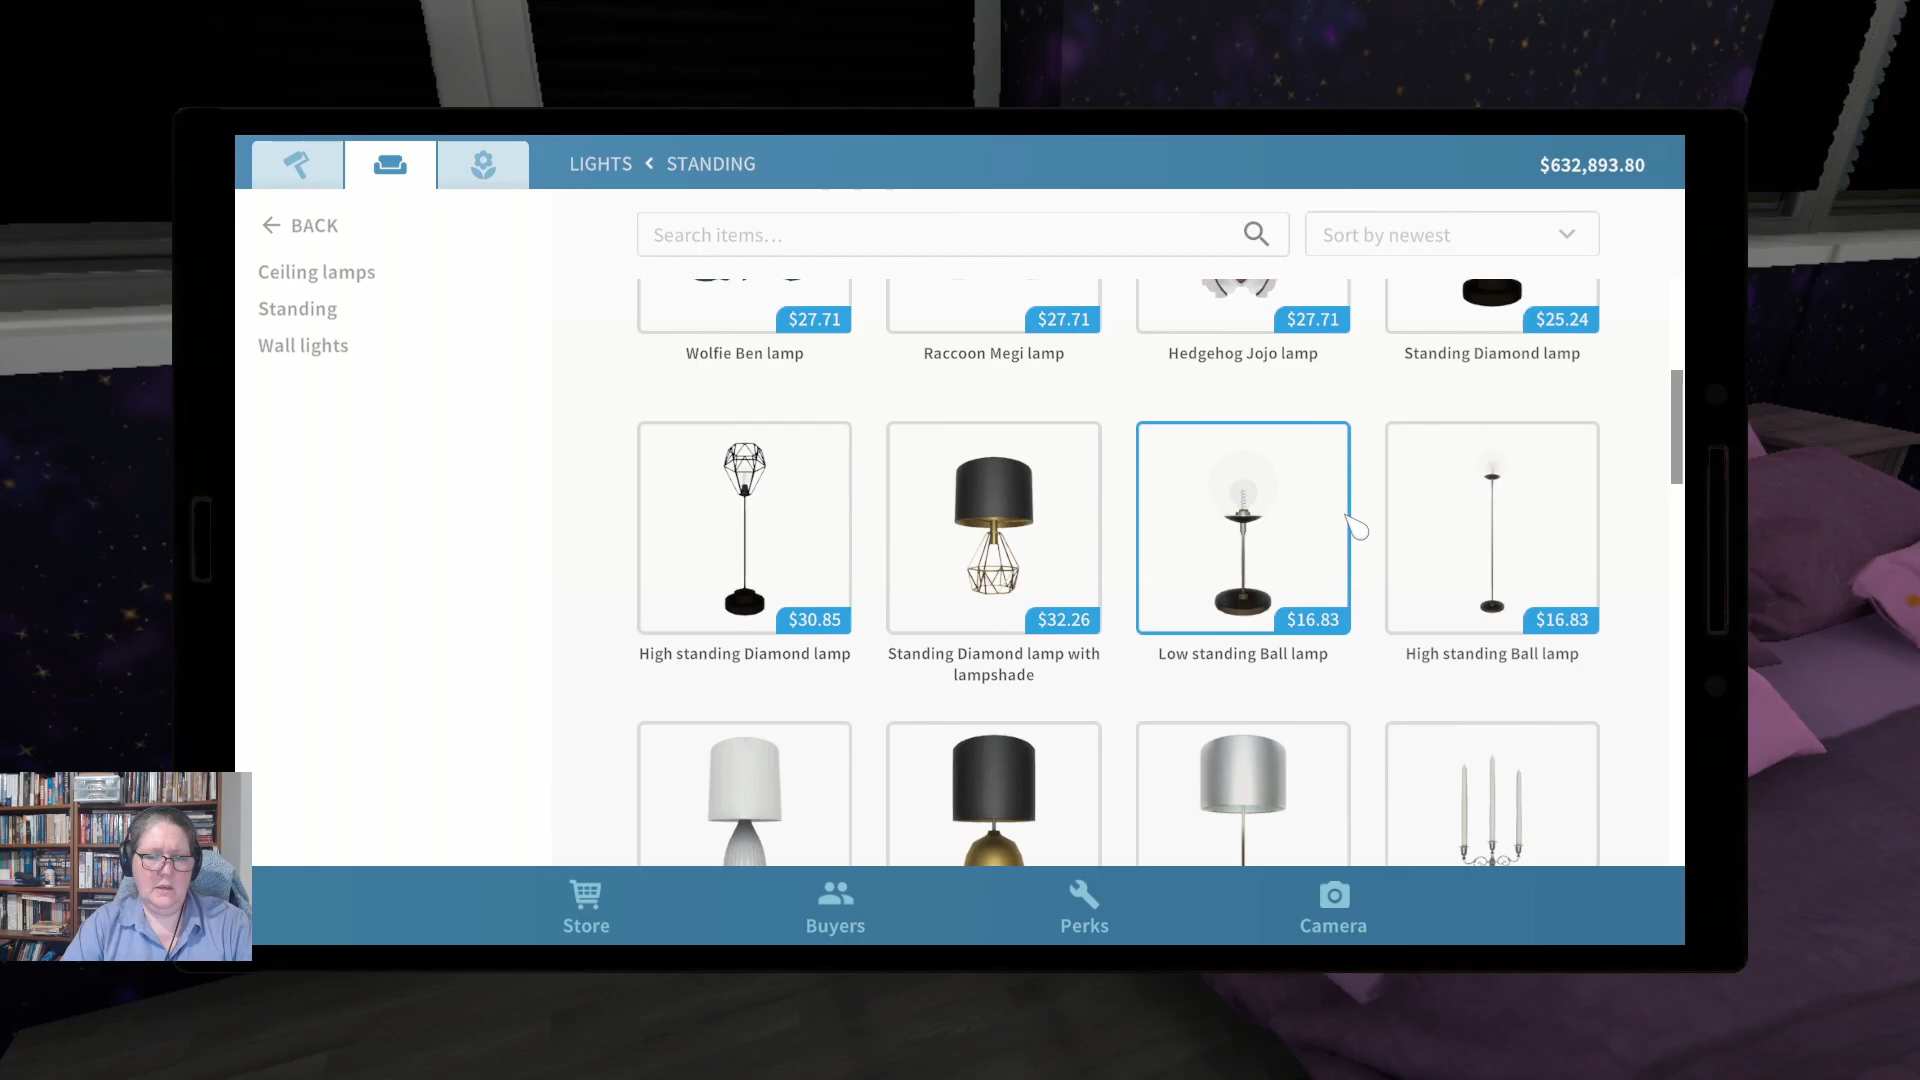 LIGHTS < STANDING
$632,893.80
BACK
Search items...
Sort by newest
Ceiling lamps
Standing
Wall lights
$27.71
$27.71
$27.71
$25.24
Wolfie Ben lamp
Raccoon Megi lamp
Hedgehog Jojo lamp
Standing Diamond lamp
$30.85
$32.26
$16.83
$16.83
High standing Diamond lamp
Standing Diamond lamp with
lampshade
Low standing Ball lamp
High standing Ball lamp
Store
Buyers
Perks
Camera